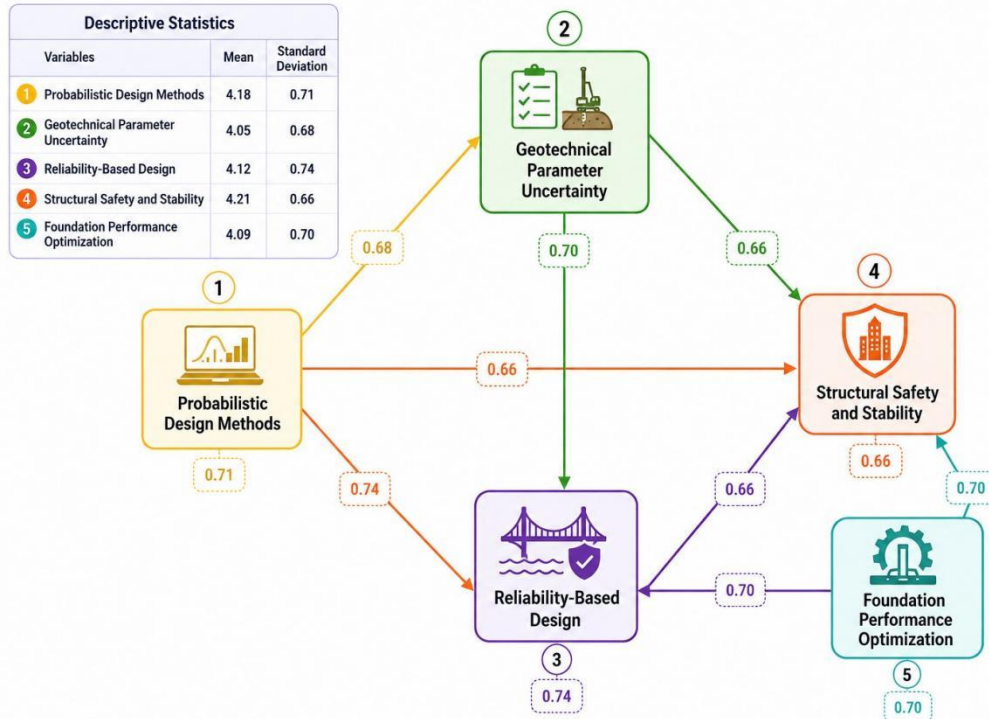 Descriptive Statistics
Variables Mean Standard Deviation
1 Probabilistic Design Methods 4.18 0.71
2 Geotechnical Parameter Uncertainty 4.05 0.68
3 Reliability-Based Design 4.12 0.74
4 Structural Safety and Stability 4.21 0.66
5 Foundation Performance Optimization 4.09 0.70
2
Geotechnical
Parameter
Uncertainty
0.68
0.70
0.66
1
Probabilistic
Design Methods
0.71
4
Structural Safety
and Stability
0.66
0.66
0.74
0.66
0.70
0.70
Reliability-Based
Design
3
0.74
Foundation
Performance
Optimization
5
0.70